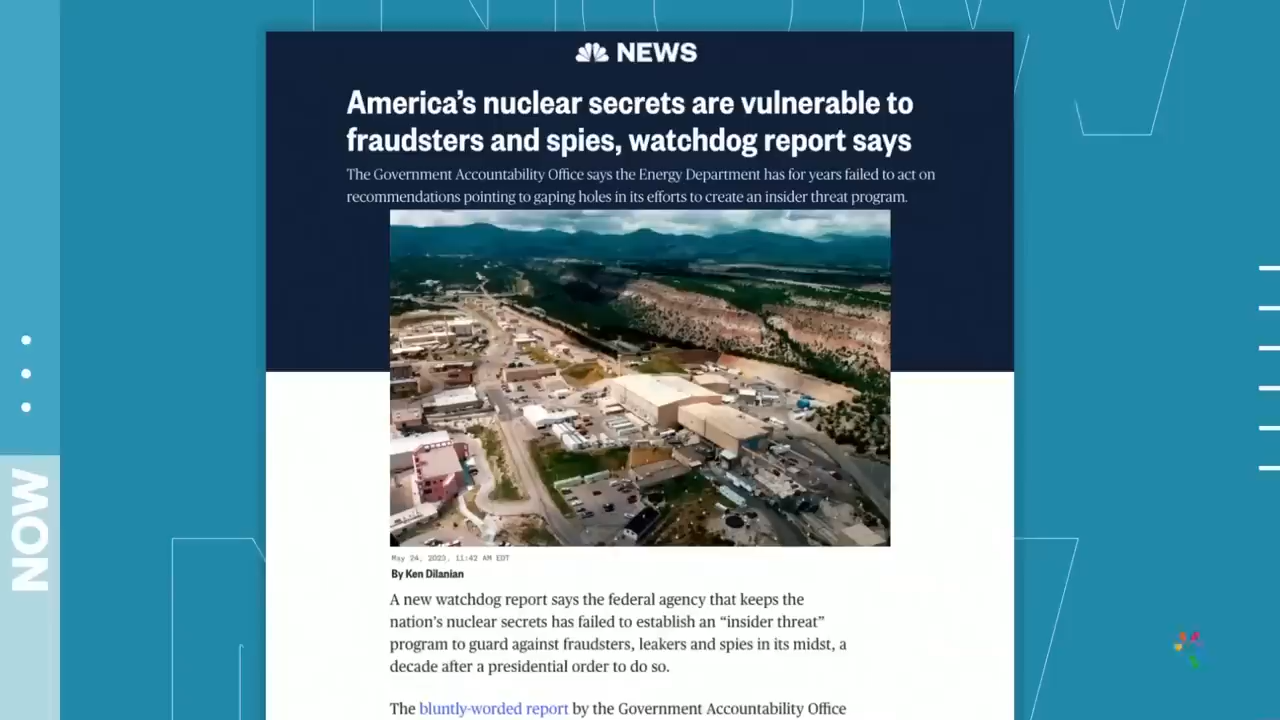 NEWS
America's nuclear secrets are vulnerable to
fraudsters and spies, watchdog report says
The Government Accountability Office says the Energy Department has for years failed to act on
recommendations pointing to gaping holes in its efforts to create an insider threat program.
May 24, 2023, 11:42 AM EDT
By Ken Dilanian
A new watchdog report says the federal agency that keeps the
nation's nuclear secrets has failed to establish an “insider threat”
program to guard against fraudsters, leakers and spies in its midst, a
decade after a presidential order to do so.
The bluntly-worded report by the Government Accountability Office
NOW